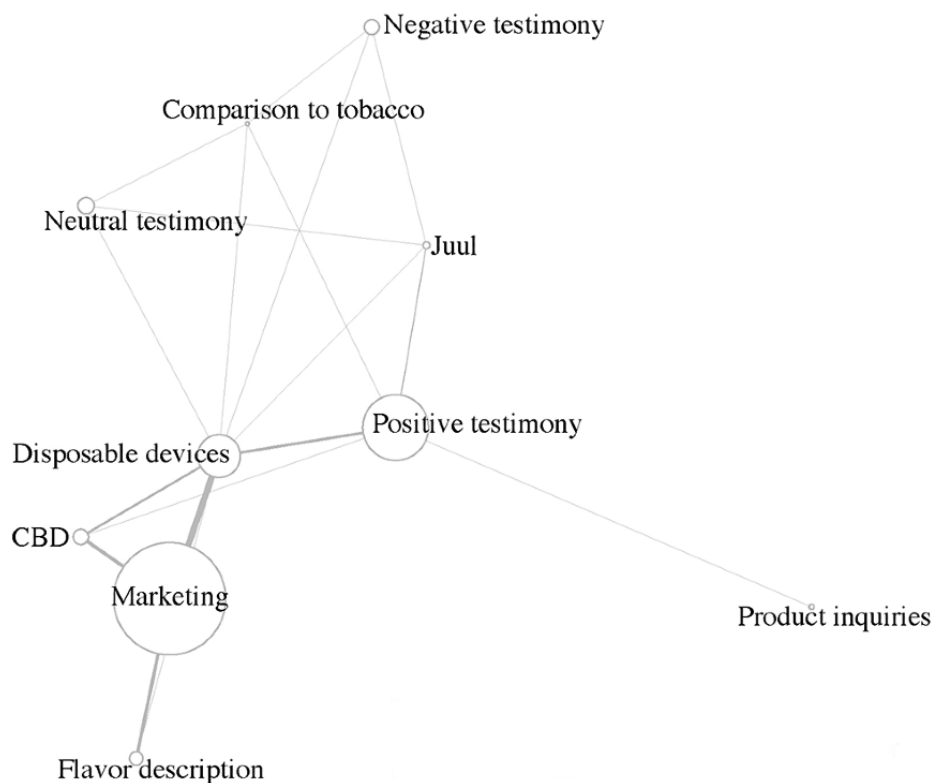 Negative testimony
Comparison to tobacco
Neutral testimony
Juul
Positive testimony
Disposable devices
CBD
Marketing
Product inquiries
Flavor description